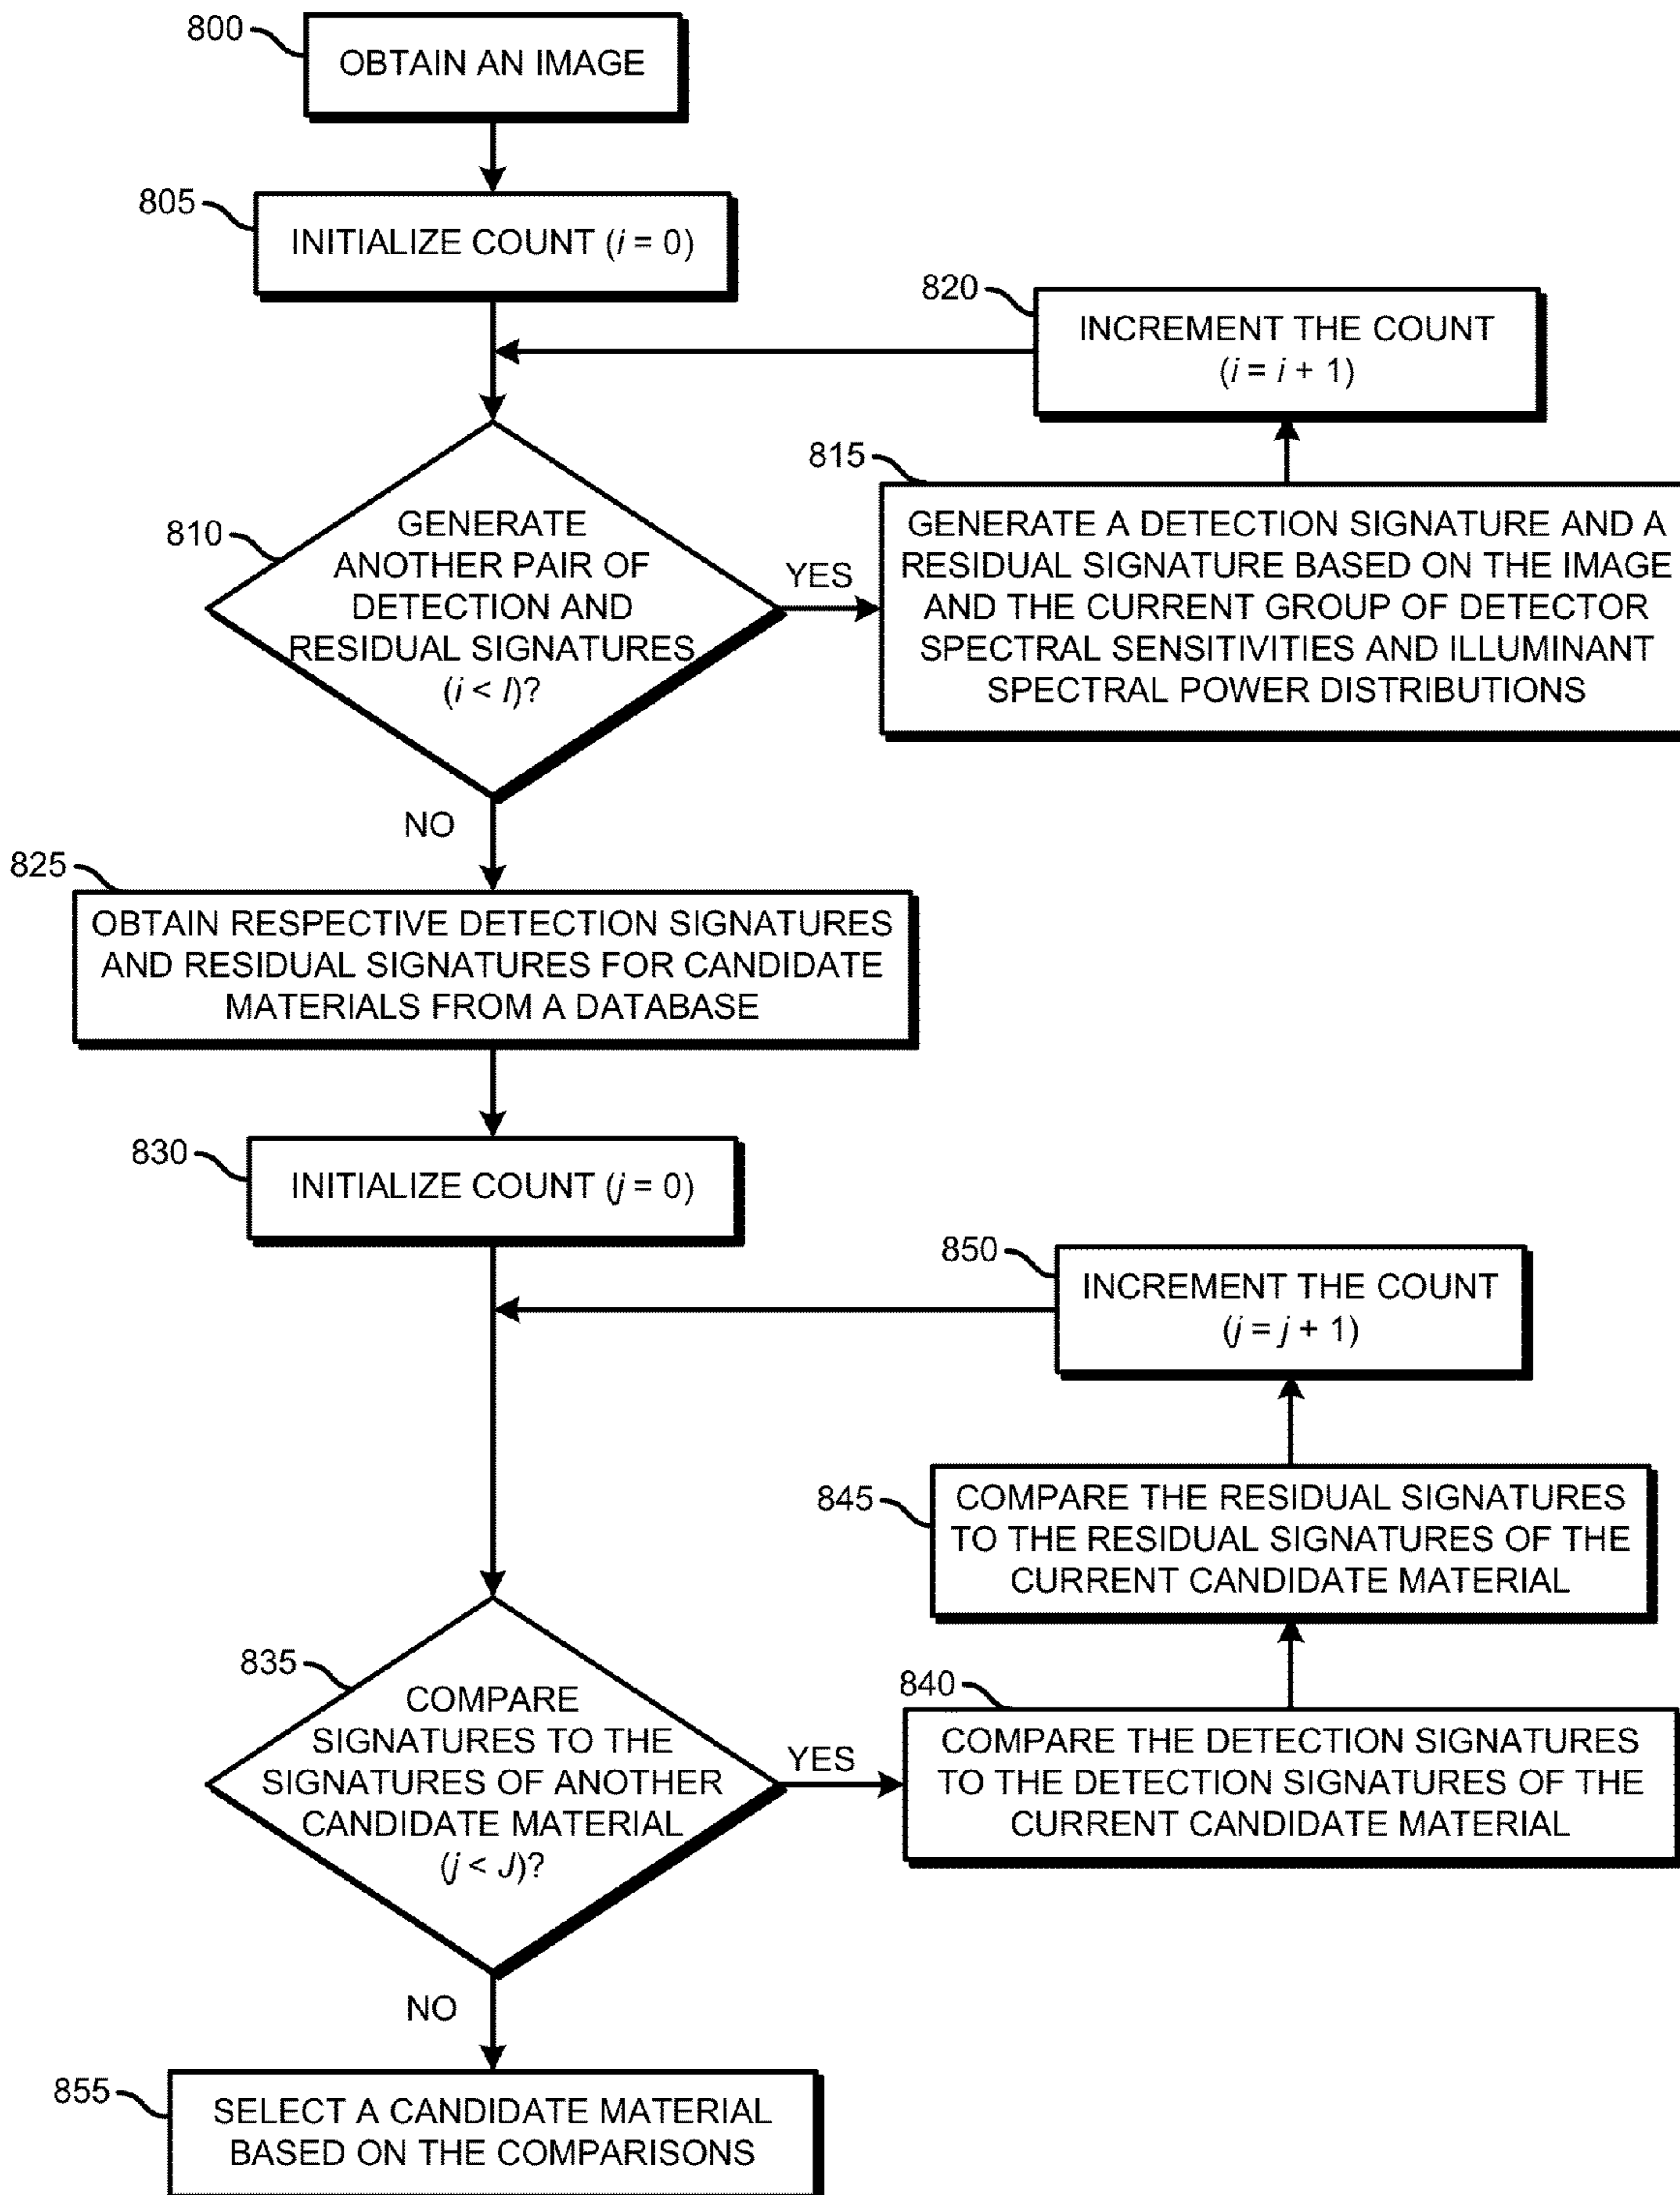 800
OBTAIN AN IMAGE
805
INITIALIZE COUNT (i = 0)
820
INCREMENT THE COUNT
(i = i + 1)
810
GENERATE
ANOTHER PAIR OF
DETECTION AND
RESIDUAL SIGNATURES
(i < I)?
YES
815
GENERATE A DETECTION SIGNATURE AND A
RESIDUAL SIGNATURE BASED ON THE IMAGE
AND THE CURRENT GROUP OF DETECTOR
SPECTRAL SENSITIVITIES AND ILLUMINANT
SPECTRAL POWER DISTRIBUTIONS
NO
825
OBTAIN RESPECTIVE DETECTION SIGNATURES
AND RESIDUAL SIGNATURES FOR CANDIDATE
MATERIALS FROM A DATABASE
830
INITIALIZE COUNT (j = 0)
850
INCREMENT THE COUNT
(j = j + 1)
845
COMPARE THE RESIDUAL SIGNATURES
TO THE RESIDUAL SIGNATURES OF THE
CURRENT CANDIDATE MATERIAL
835
COMPARE
SIGNATURES TO THE
SIGNATURES OF ANOTHER
CANDIDATE MATERIAL
(j < J)?
YES
840
COMPARE THE DETECTION SIGNATURES
TO THE DETECTION SIGNATURES OF THE
CURRENT CANDIDATE MATERIAL
NO
855
SELECT A CANDIDATE MATERIAL
BASED ON THE COMPARISONS